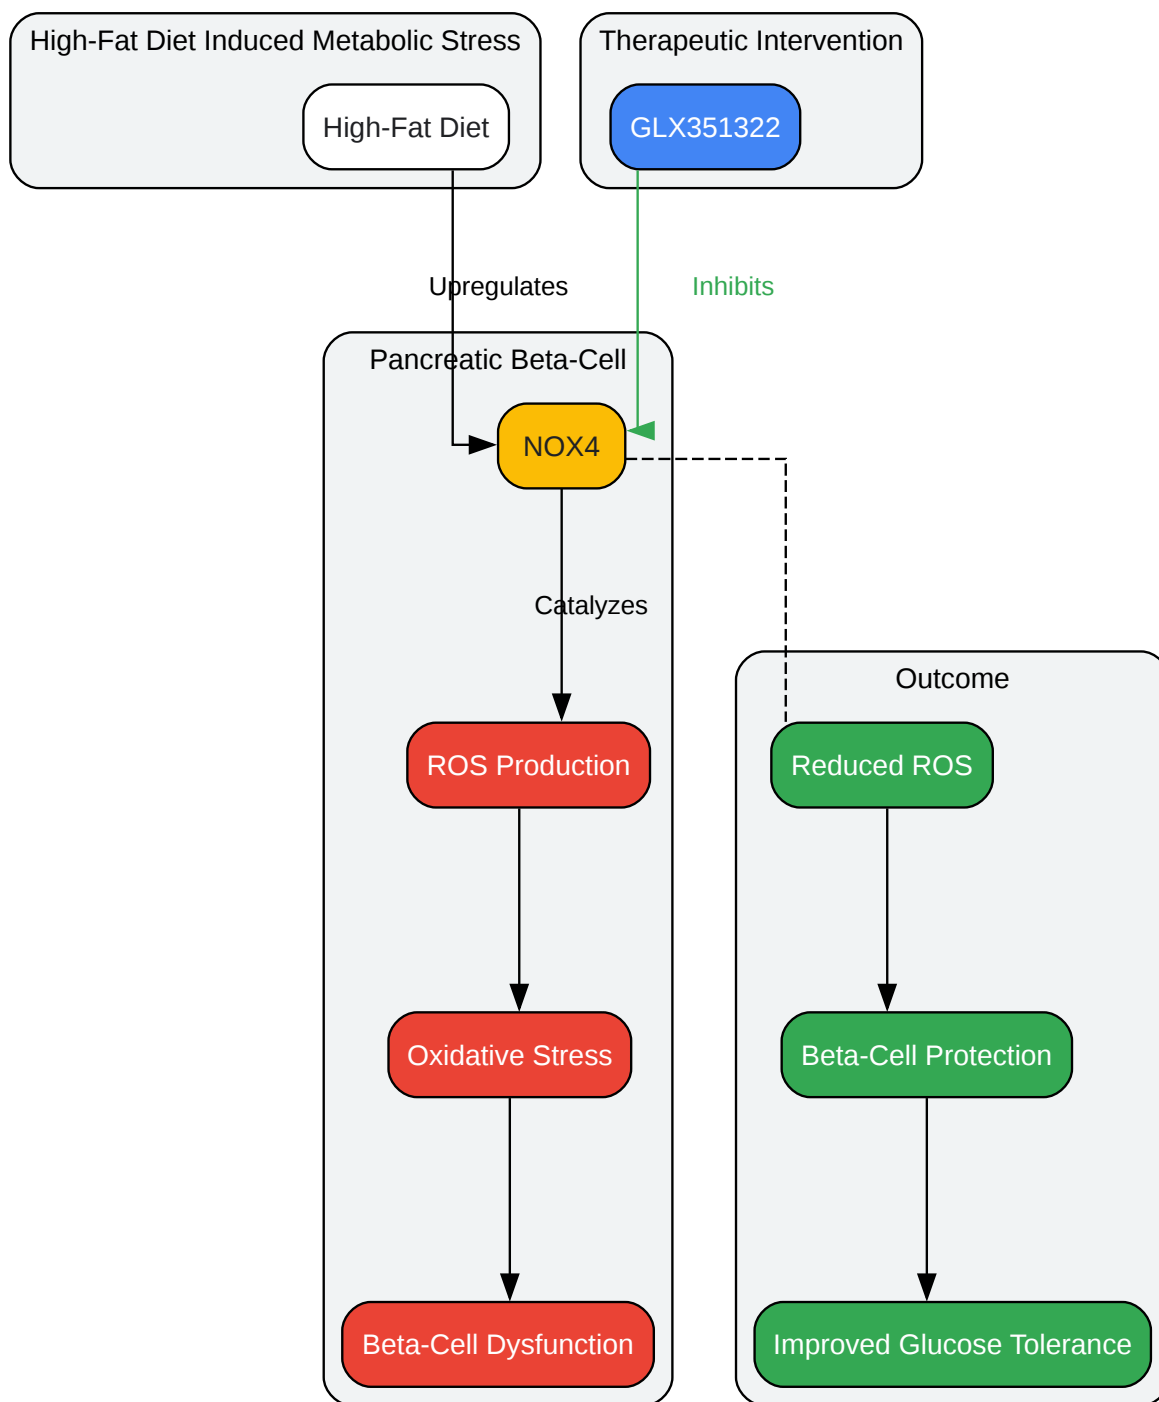 High-Fat Diet Induced Metabolic Stress
Therapeutic Intervention
High-Fat Diet
GLX351322
Upregulates
Inhibits
Pancreatic Beta-Cell
NOX4
Catalyzes
Outcome
ROS Production
Reduced ROS
Oxidative Stress
Beta-Cell Protection
Beta-Cell Dysfunction
Improved Glucose Tolerance